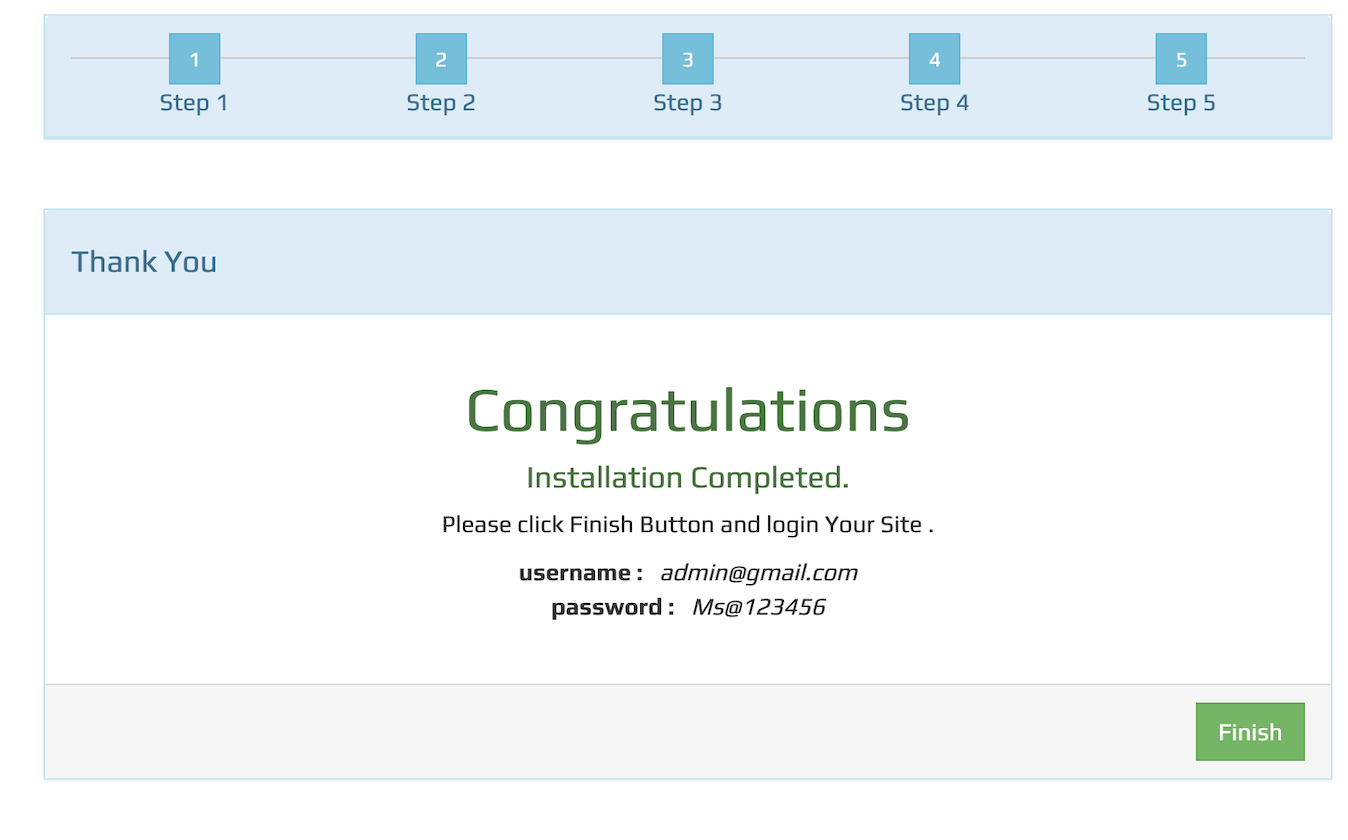 1 2 3 4 5
Step 1 Step 2 Step 3 Step 4 Step 5
Thank You
Congratulations
Installation Completed.
Please click Finish Button and login Your Site .
username : admin@gmail.com
password : Ms@123456
Finish